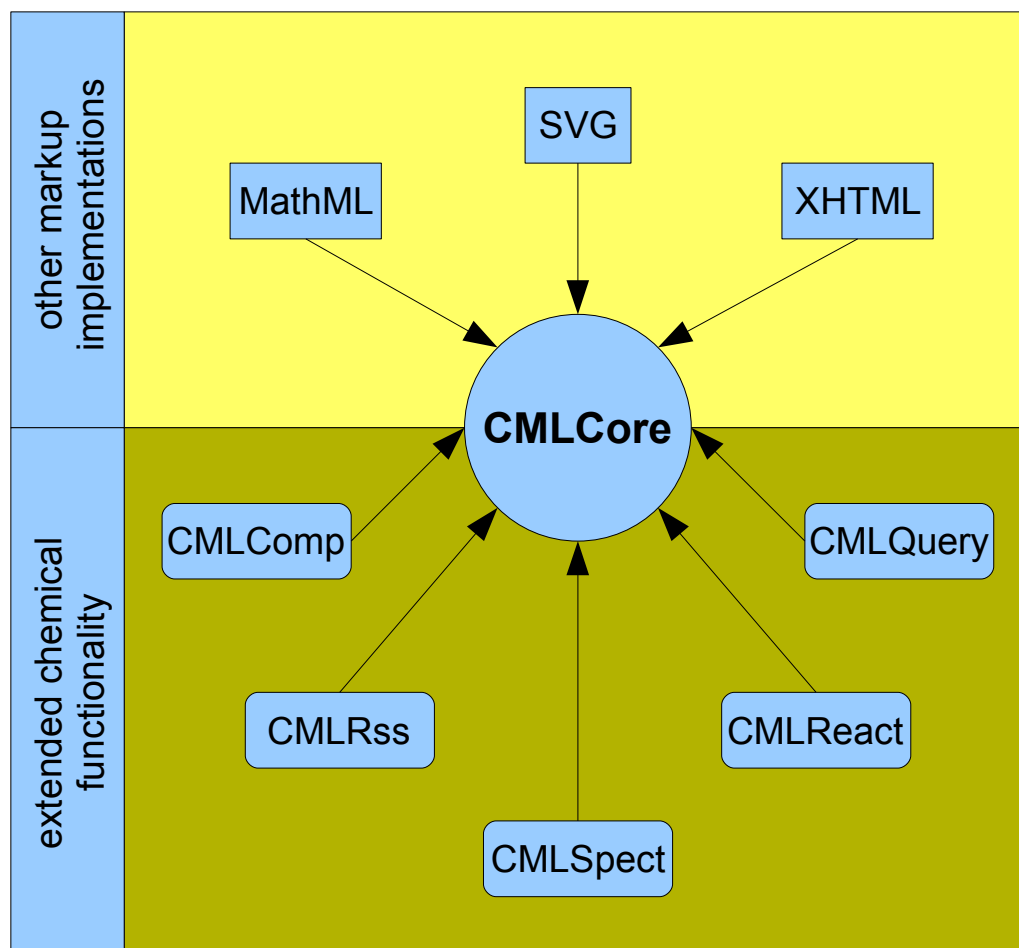 other markup
implementations
SVG
MathML
XHTML
CMLCore
extended chemical
functionality
CMLComp
CMLQuery
CMLRss
CMLReact
CMLSpect